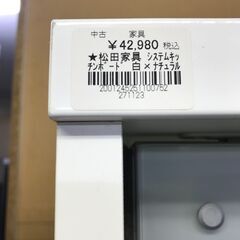 中古 家具
￥42,980 税込
★松田家具 システムキッ
チンボード 白×ナチュラル
2001245251100762
271123